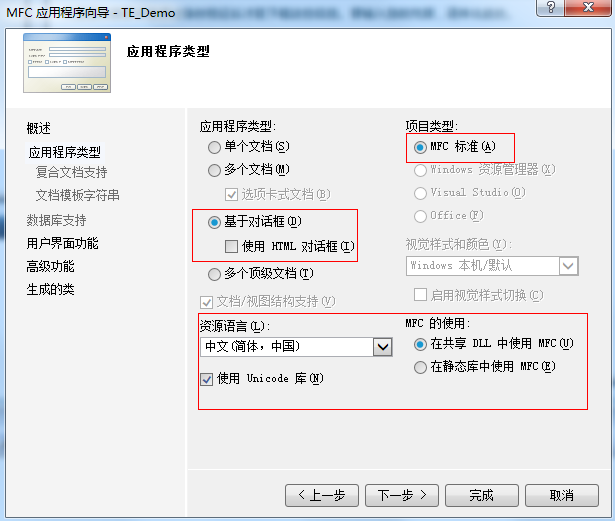 MFC 应用程序向导 - TE_Demo
应用程序类型
概述
应用程序类型
复合文档支持
文档模板字符串
数据库支持
用户界面功能
高级功能
生成的类
应用程序类型:
单个文档(S)
多个文档(M)
选项卡式文档(B)
基于对话框(D)
使用 HTML 对话框(I)
多个顶级文档(T)
文档/视图结构支持(V)
资源语言(L):
中文(简体，中国)
使用 Unicode 库(N)
项目类型:
MFC 标准(A)
Windows 资源管理器(X)
Visual Studio(O)
Office(F)
视觉样式和颜色(Y):
Windows 本机/默认
启用视觉样式切换(C)
MFC 的使用:
在共享 DLL 中使用 MFC(U)
在静态库中使用 MFC(E)
< 上一步
下一步 >
完成
取消